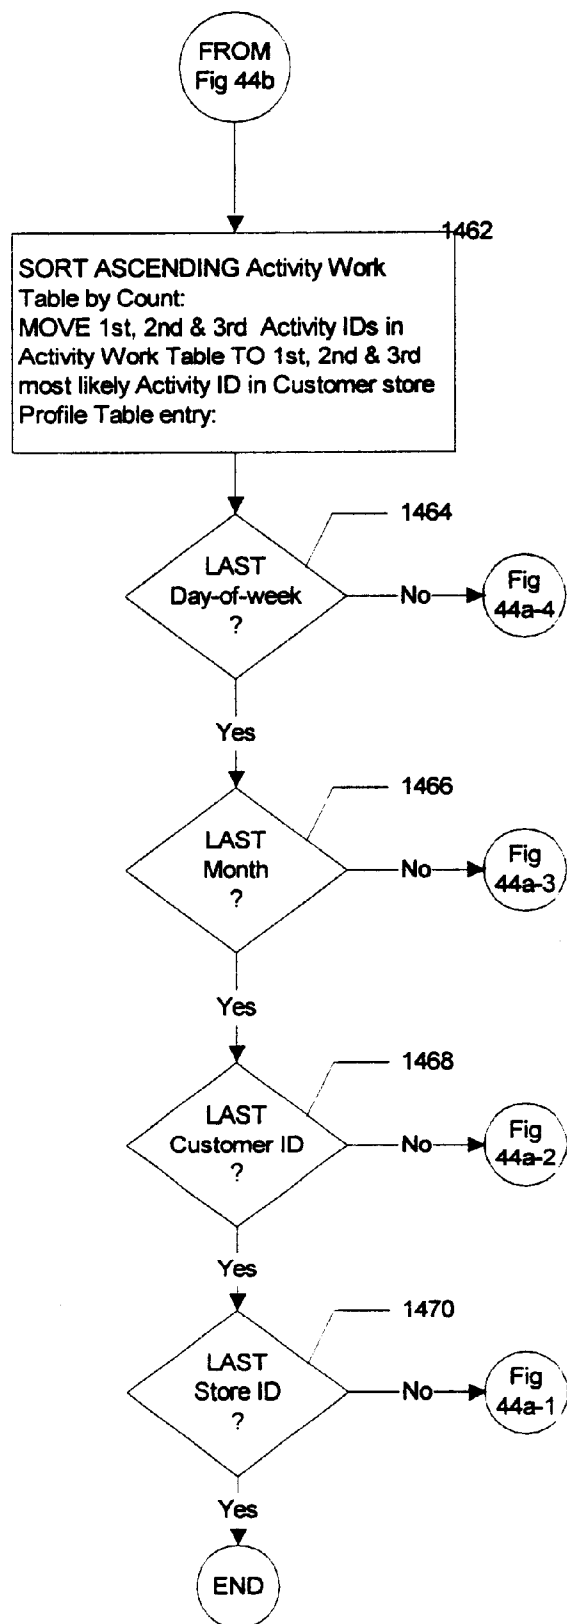 FROM
Fig 44b
1462
SORT ASCENDING Activity Work
Table by Count:
MOVE 1st, 2nd & 3rd Activity IDs in
Activity Work Table TO 1st, 2nd & 3rd
most likely Activity ID in Customer store
Profile Table entry:
1464
LAST
Day-of-week
?
No
Fig
44a-4
Yes
1466
LAST
Month
?
No
Fig
44a-3
Yes
1468
LAST
Customer ID
?
No
Fig
44a-2
Yes
1470
LAST
Store ID
?
No
Fig
44a-1
Yes
END